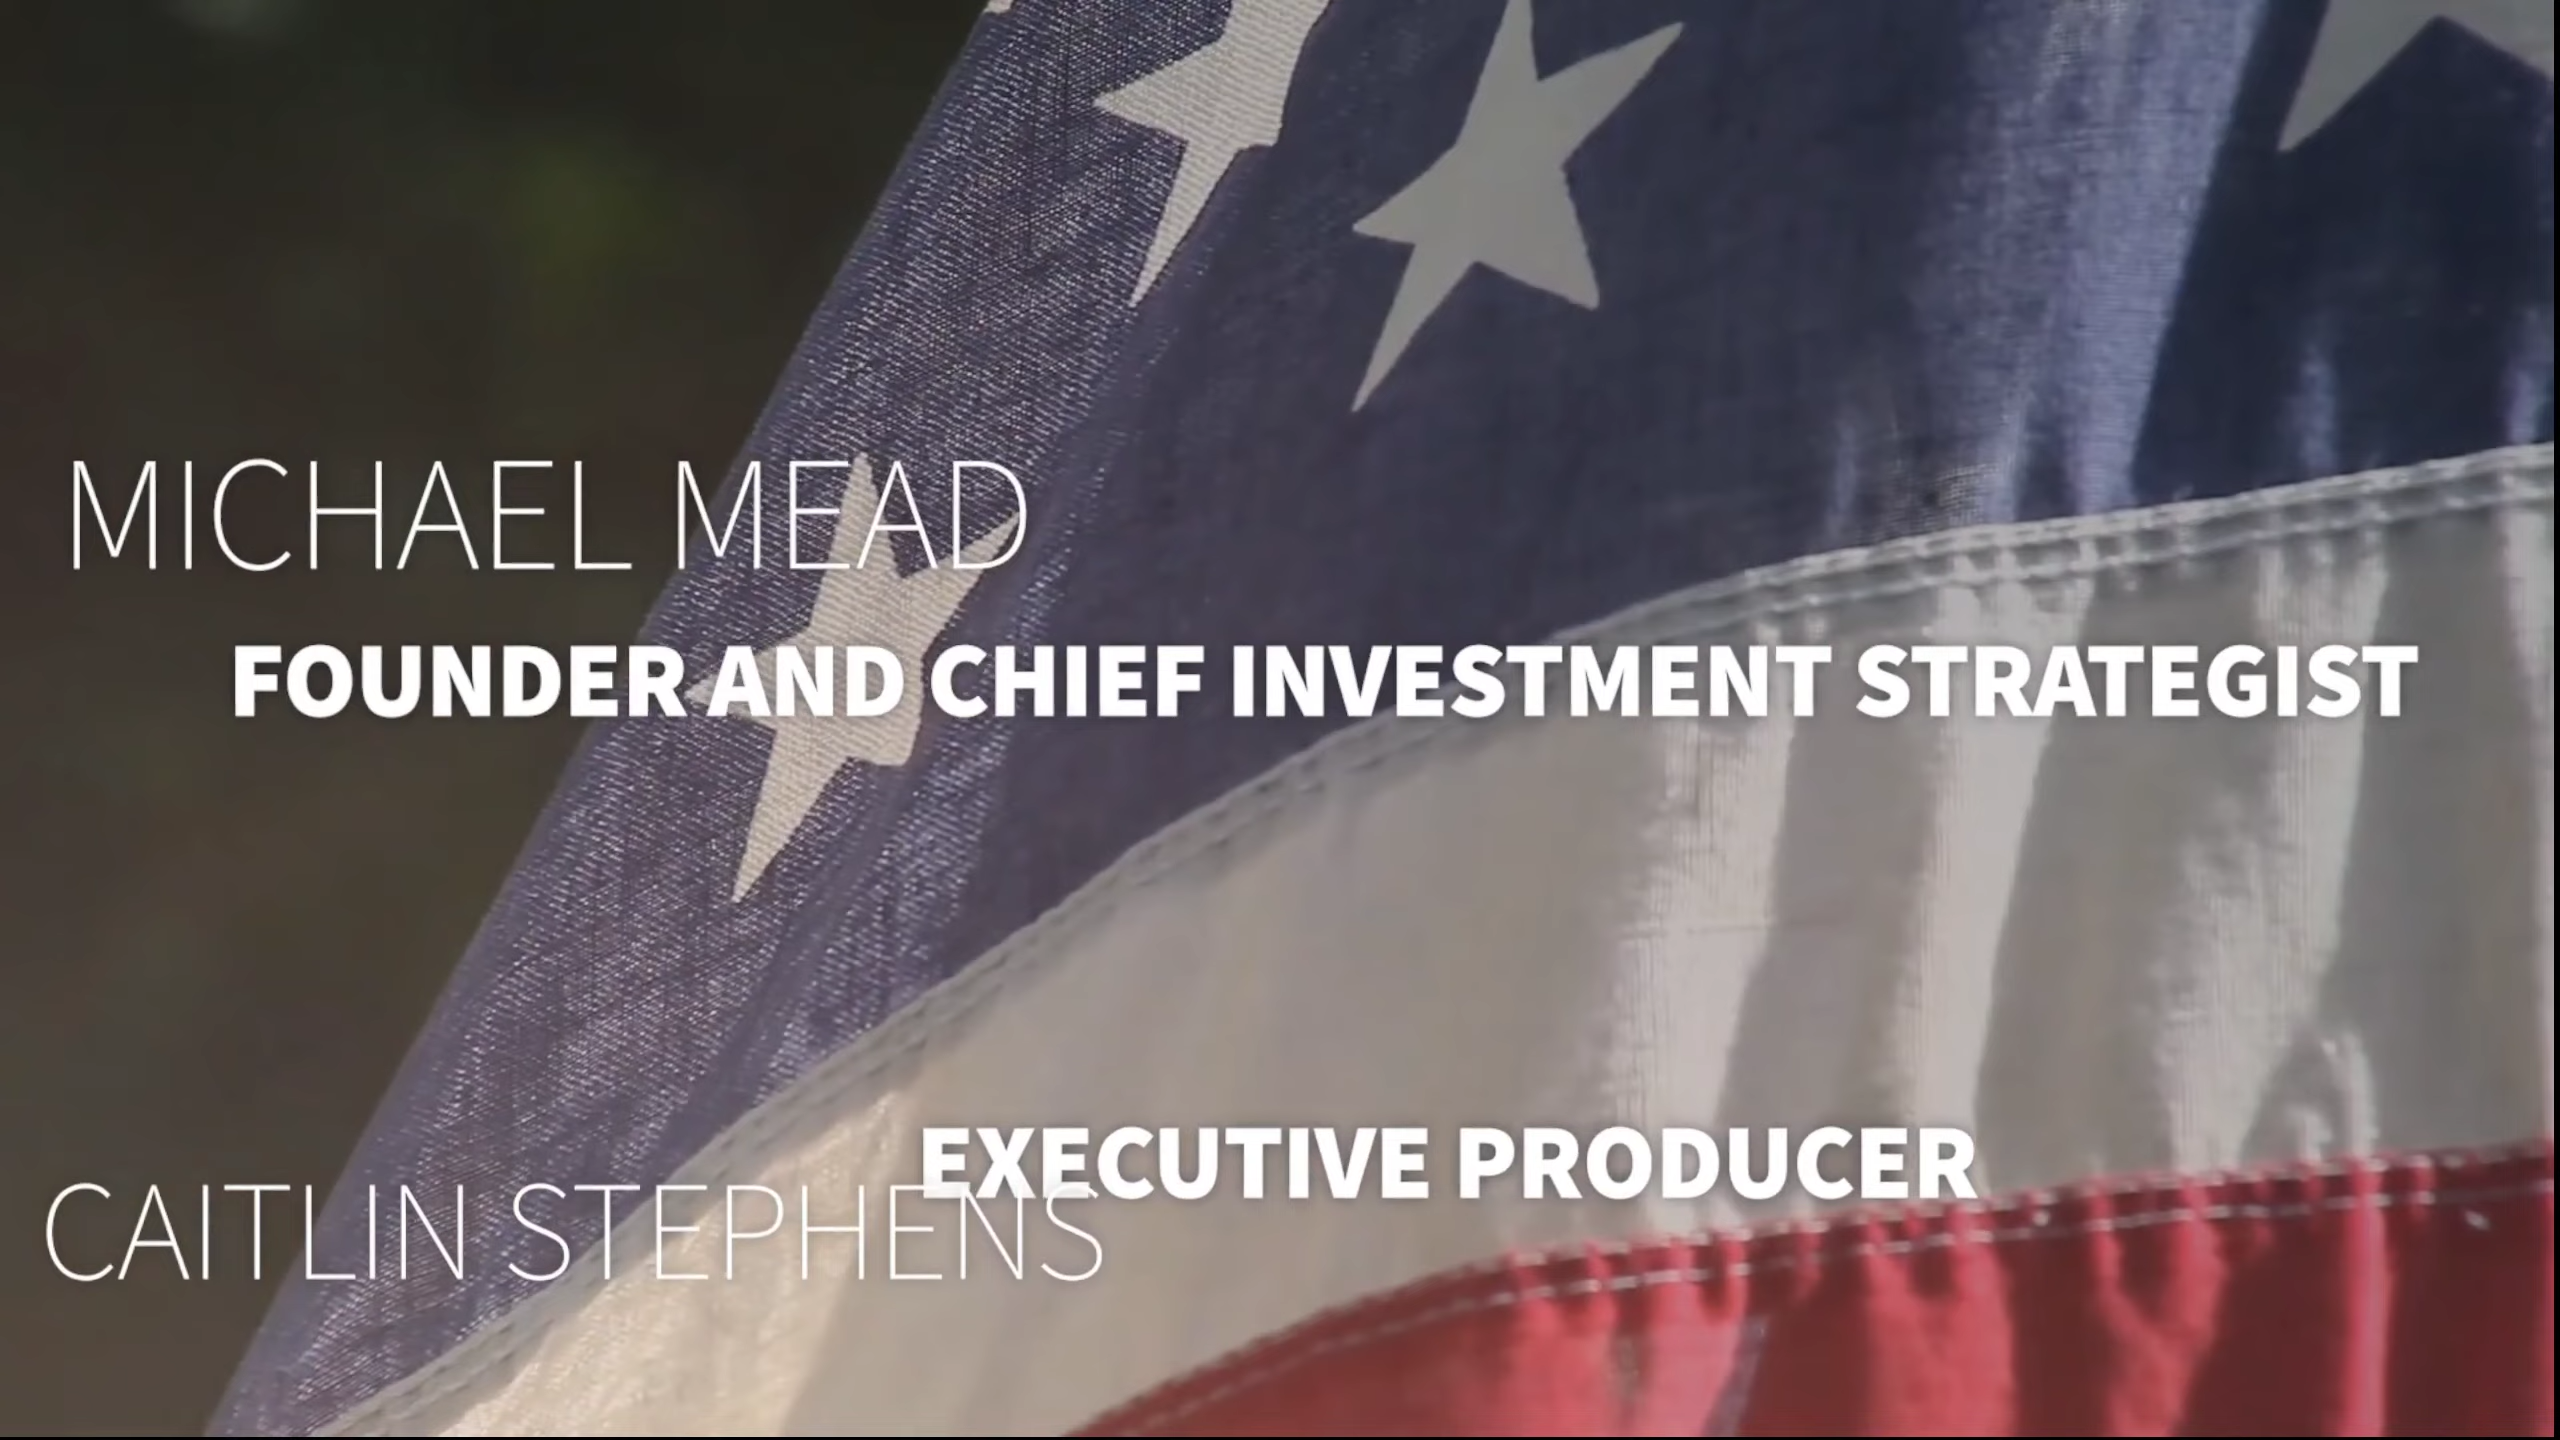 MICHAEL MEAD
FOUNDER AND CHIEF INVESTMENT STRATEGIST
EXECUTIVE PRODUCER
CAITLIN STEPHENS